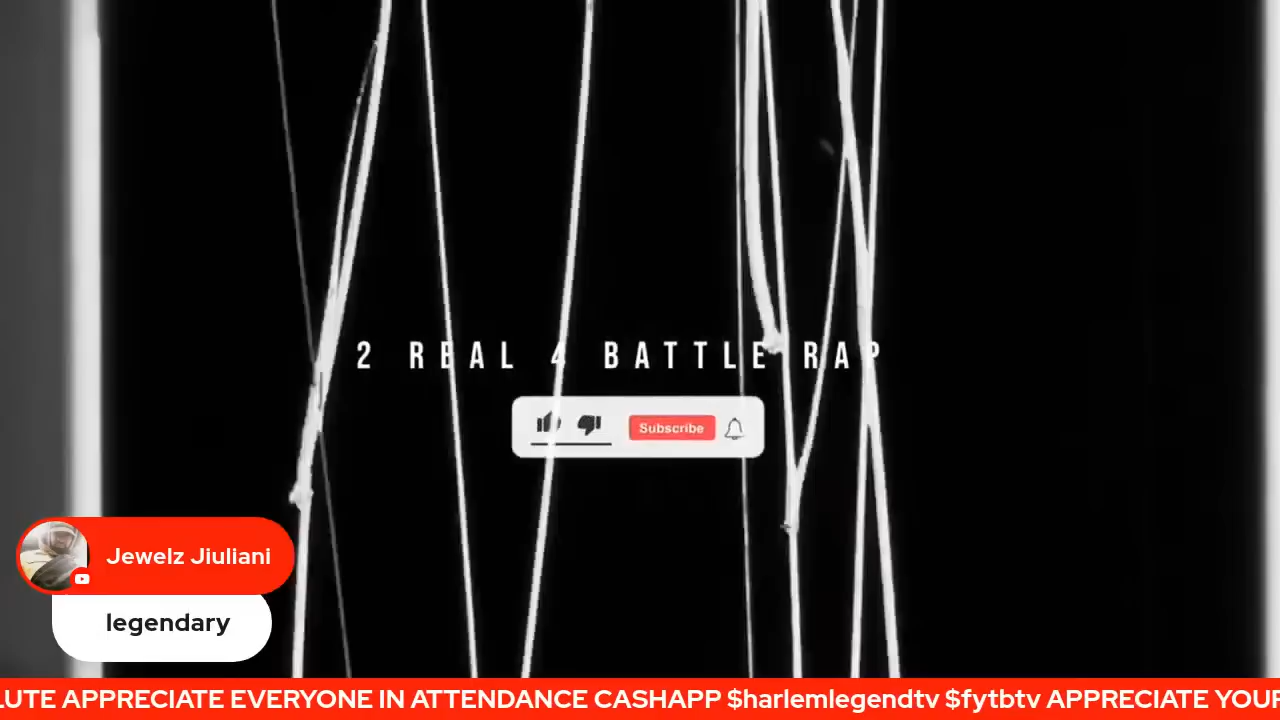 2 REAL 4 BATTLE RAP
Subscribe
Jewelz Jiuliani
legendary
LUTE APPRECIATE EVERYONE IN ATTENDANCE CASHAPP $harlemlegendtv $fytbtv APPRECIATE YOUR